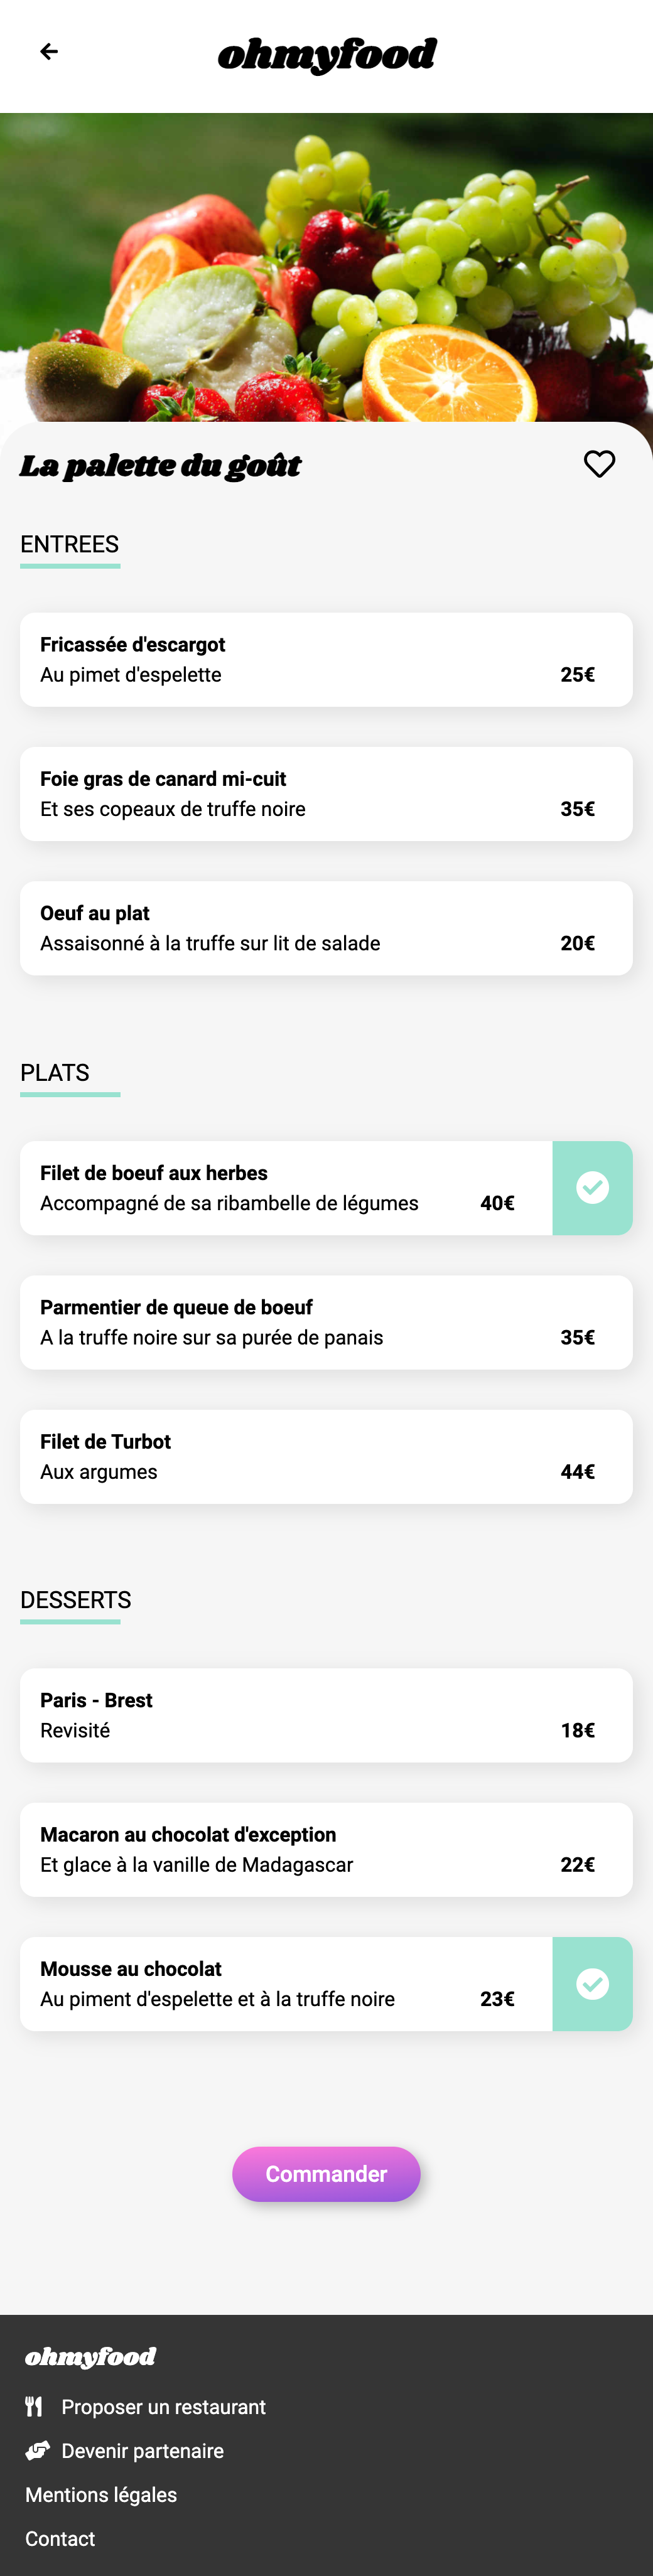 ohmyfood
La palette du goût
ENTREES
Fricassée d'escargot
Au pimet d'espelette 25€
Foie gras de canard mi-cuit
Et ses copeaux de truffe noire 35€
Oeuf au plat
Assaisonné à la truffe sur lit de salade 20€
PLATS
Filet de boeuf aux herbes
Accompagné de sa ribambelle de légumes 40€
Parmentier de queue de boeuf
A la truffe noire sur sa purée de panais 35€
Filet de Turbot
Aux argumes 44€
DESSERTS
Paris - Brest
Revisité 18€
Macaron au chocolat d'exception
Et glace à la vanille de Madagascar 22€
Mousse au chocolat
Au piment d'espelette et à la truffe noire 23€
Commander
ohmyfood
Proposer un restaurant
Devenir partenaire
Mentions légales
Contact